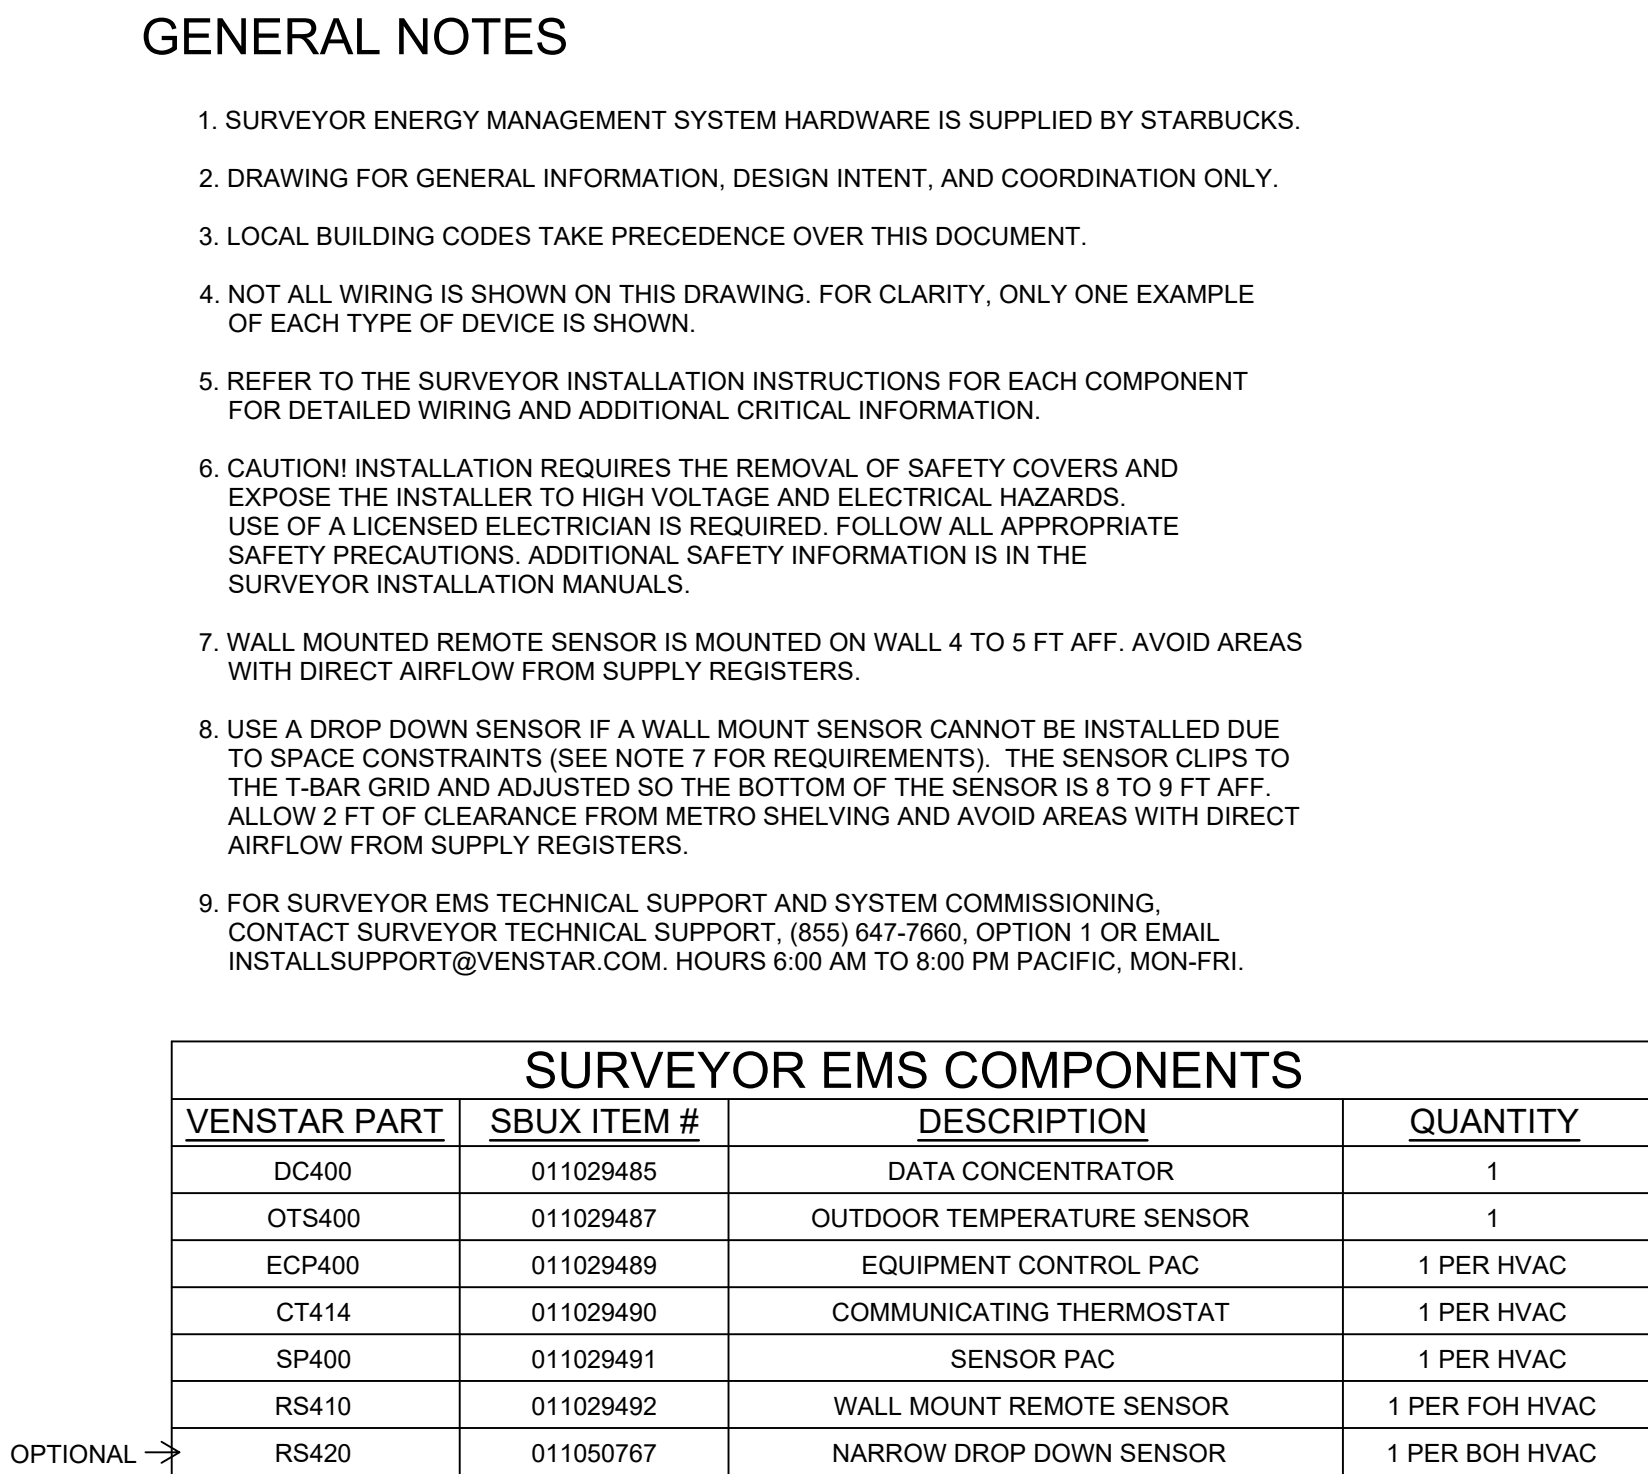 GENERAL NOTES
1. SURVEYOR ENERGY MANAGEMENT SYSTEM HARDWARE IS SUPPLIED BY STARBUCKS.
2. DRAWING FOR GENERAL INFORMATION, DESIGN INTENT, AND COORDINATION ONLY.
3. LOCAL BUILDING CODES TAKE PRECEDENCE OVER THIS DOCUMENT.
4. NOT ALL WIRING IS SHOWN ON THIS DRAWING. FOR CLARITY, ONLY ONE EXAMPLE
OF EACH TYPE OF DEVICE IS SHOWN.
5. REFER TO THE SURVEYOR INSTALLATION INSTRUCTIONS FOR EACH COMPONENT
FOR DETAILED WIRING AND ADDITIONAL CRITICAL INFORMATION.
6. CAUTION! INSTALLATION REQUIRES THE REMOVAL OF SAFETY COVERS AND
EXPOSE THE INSTALLER TO HIGH VOLTAGE AND ELECTRICAL HAZARDS.
USE OF A LICENSED ELECTRICIAN IS REQUIRED. FOLLOW ALL APPROPRIATE
SAFETY PRECAUTIONS. ADDITIONAL SAFETY INFORMATION IS IN THE
SURVEYOR INSTALLATION MANUALS.
7. WALL MOUNTED REMOTE SENSOR IS MOUNTED ON WALL 4 TO 5 FT AFF. AVOID AREAS
WITH DIRECT AIRFLOW FROM SUPPLY REGISTERS.
8. USE A DROP DOWN SENSOR IF A WALL MOUNT SENSOR CANNOT BE INSTALLED DUE
TO SPACE CONSTRAINTS (SEE NOTE 7 FOR REQUIREMENTS). THE SENSOR CLIPS TO
THE T-BAR GRID AND ADJUSTED SO THE BOTTOM OF THE SENSOR IS 8 TO 9 FT AFF.
ALLOW 2 FT OF CLEARANCE FROM METRO SHELVING AND AVOID AREAS WITH DIRECT
AIRFLOW FROM SUPPLY REGISTERS.
9. FOR SURVEYOR EMS TECHNICAL SUPPORT AND SYSTEM COMMISSIONING,
CONTACT SURVEYOR TECHNICAL SUPPORT, (855) 647-7660, OPTION 1 OR EMAIL
INSTALLSUPPORT@VENSTAR.COM. HOURS 6:00 AM TO 8:00 PM PACIFIC, MON-FRI.
SURVEYOR EMS COMPONENTS
VENSTAR PART SBUX ITEM # DESCRIPTION QUANTITY
DC400 011029485 DATA CONCENTRATOR 1
OTS400 011029487 OUTDOOR TEMPERATURE SENSOR 1
ECP400 011029489 EQUIPMENT CONTROL PAC 1 PER HVAC
CT414 011029490 COMMUNICATING THERMOSTAT 1 PER HVAC
SP400 011029491 SENSOR PAC 1 PER HVAC
RS410 011029492 WALL MOUNT REMOTE SENSOR 1 PER FOH HVAC
OPTIONAL RS420 011050767 NARROW DROP DOWN SENSOR 1 PER BOH HVAC